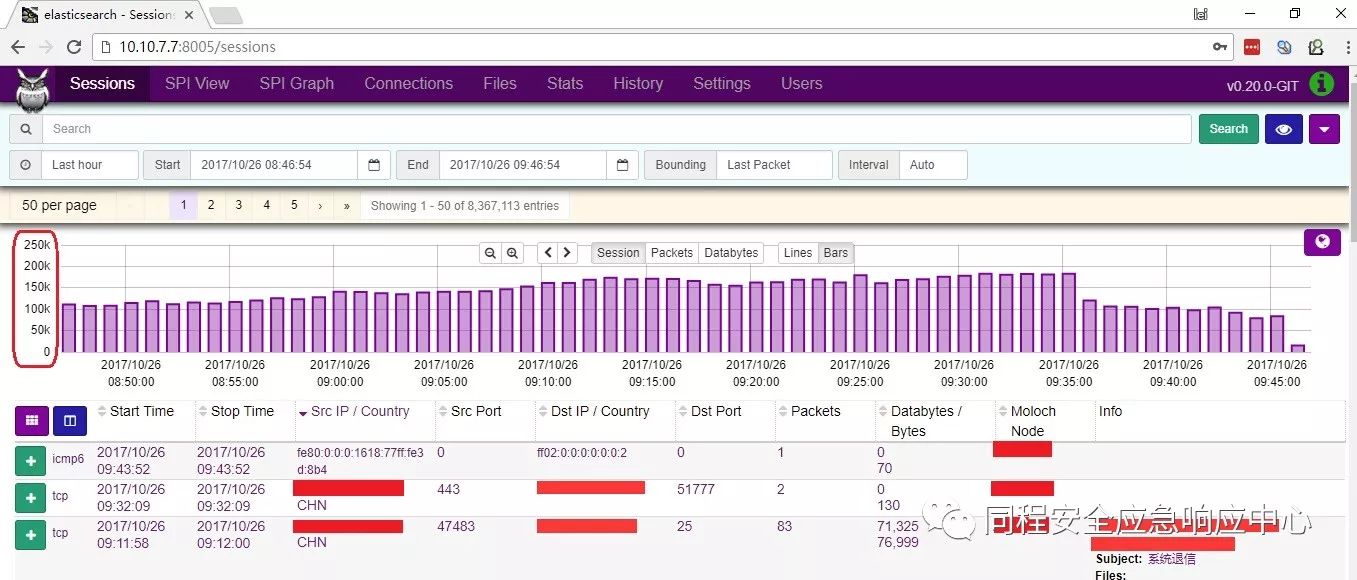 elasticsearch - Session
10.10.7.7:8005/sessions
Sessions SPI View SPI Graph Connections Files Stats History Settings Users v0.20.0-GIT
Search Search
Last hour Start 2017/10/26 08:46:54 End 2017/10/26 09:46:54 Bounding Last Packet Interval Auto
50 per page 1 2 3 4 5 › » Showing 1 - 50 of 8,367,113 entries
Session Packets Databytes Lines Bars
250k
200k
150k
100k
50k
0
2017/10/26 2017/10/26 2017/10/26 2017/10/26 2017/10/26 2017/10/26 2017/10/26 2017/10/26 2017/10/26 2017/10/26 2017/10/26 2017/10/26
08:50:00 08:55:00 09:00:00 09:05:00 09:10:00 09:15:00 09:20:00 09:25:00 09:30:00 09:35:00 09:40:00 09:45:00
Start Time Stop Time Src IP / Country Src Port Dst IP / Country Dst Port Packets Databytes / Moloch Info
Bytes Node
icmp6 2017/10/26 2017/10/26 fe80:0:0:0:1618:77ff:fe3 0 ff02:0:0:0:0:0:0:2 0 1 0
09:43:52 09:43:52 d:8b4 70
tcp 2017/10/26 2017/10/26 443 51777 2 0
09:32:09 09:32:09 CHN 130
tcp 2017/10/26 2017/10/26 47483 25 83 71,325
09:11:58 09:12:00 CHN 76,999
同程安全应急响应中心
Subject: 系统退信
Files: